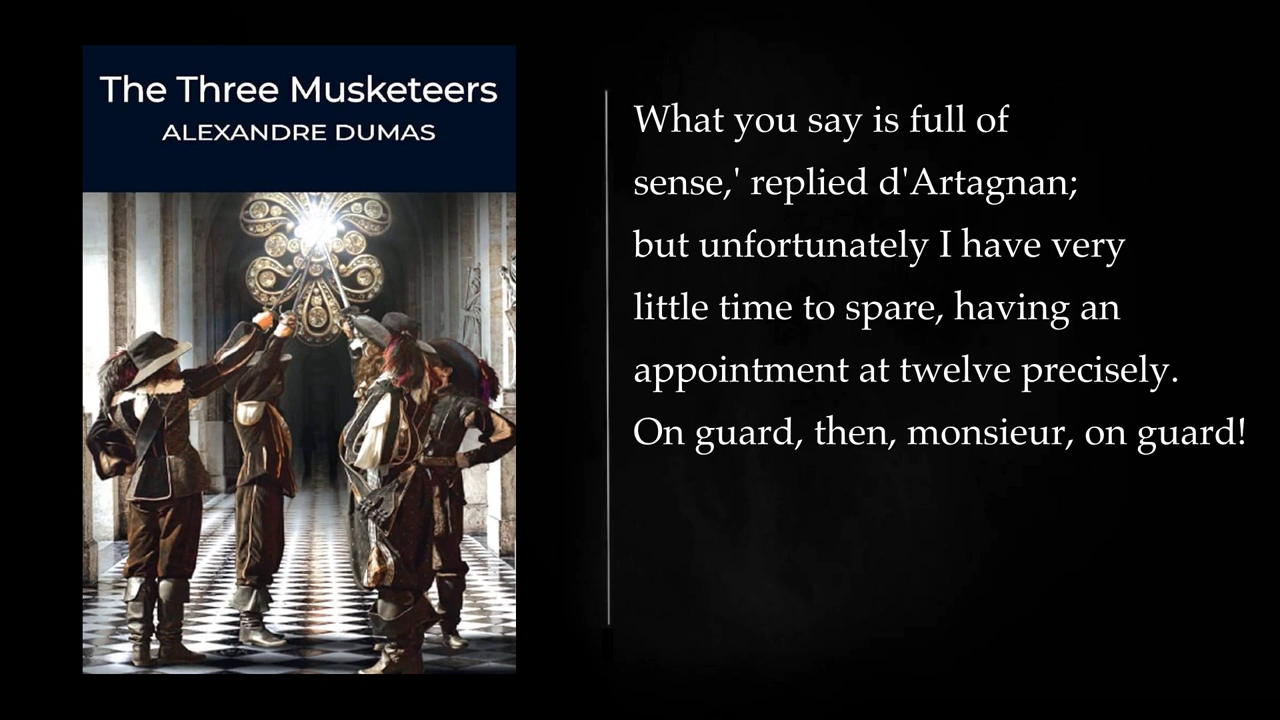 The Three Musketeers
ALEXANDRE DUMAS
What you say is full of
sense,' replied d'Artagnan;
but unfortunately I have very
little time to spare, having an
appointment at twelve precisely.
On guard, then, monsieur, on guard!